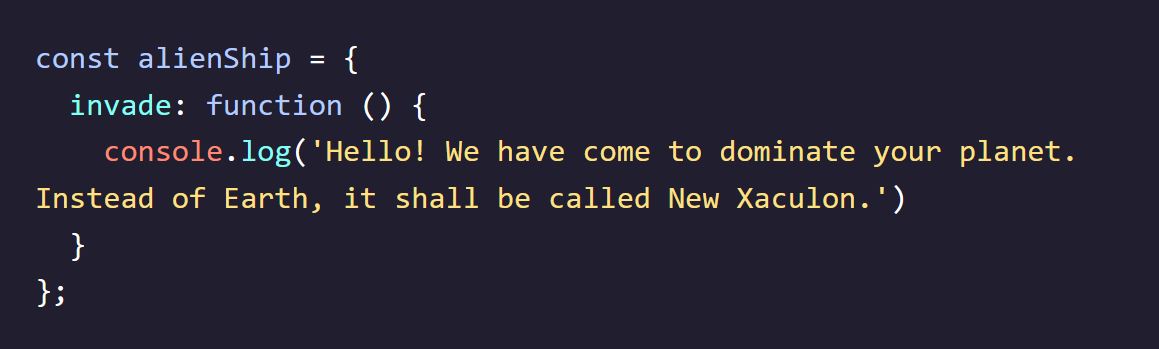 const alienShip = {
  invade: function () {
    console.log('Hello! We have come to dominate your planet.
Instead of Earth, it shall be called New Xaculon.')
  }
};